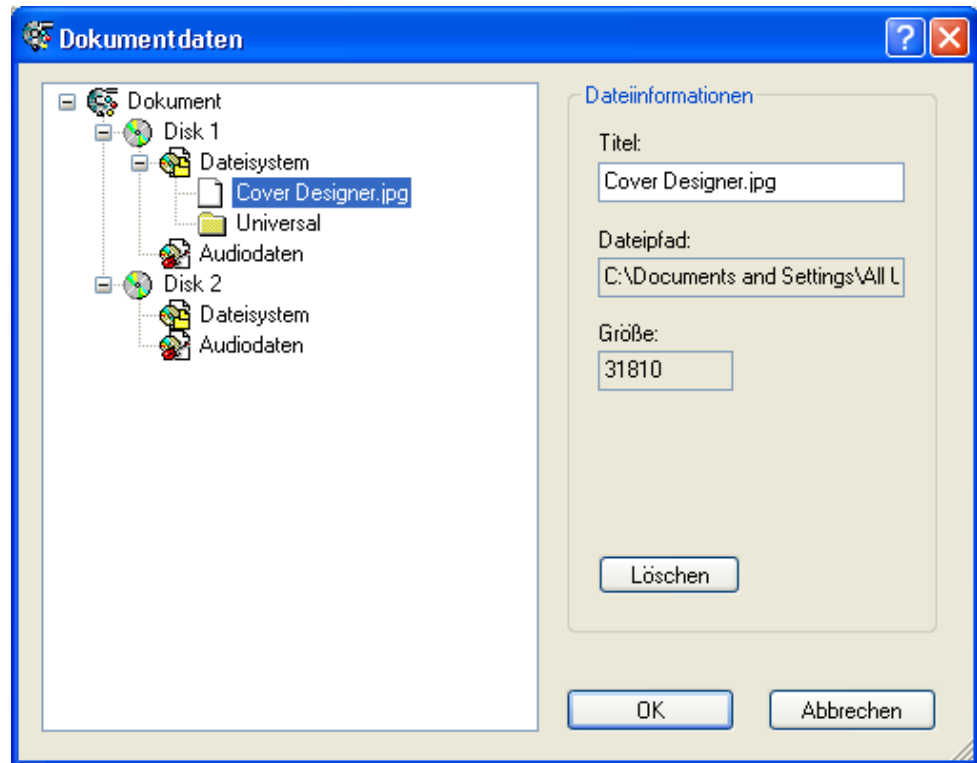 Dokumentdaten
Dokument
Disk 1
Dateisystem
Cover Designer.jpg
Universal
Audiodaten
Disk 2
Dateisystem
Audiodaten
Dateiinformationen
Titel:
Cover Designer.jpg
Dateipfad:
C:\Documents and Settings\All U
Größe:
31810
Löschen
OK
Abbrechen